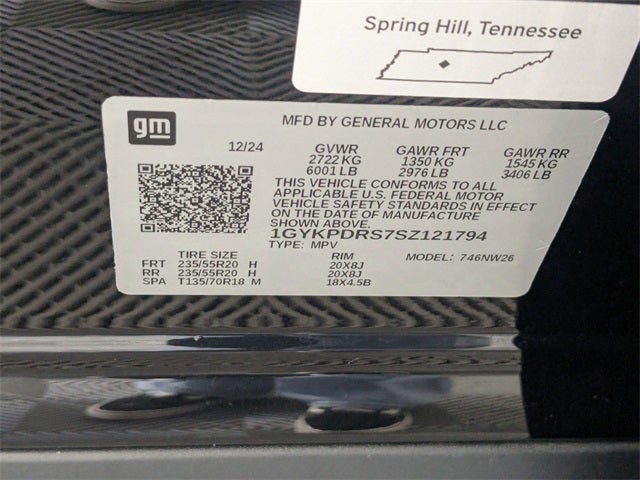 Spring Hill, Tennessee
gm
MFD BY GENERAL MOTORS LLC
12/24 GVWR GAWR FRT GAWR RR
2722 KG 1350 KG 1545 KG
6001 LB 2976 LB 3406 LB
THIS VEHICLE CONFORMS TO ALL
APPLICABLE U.S. FEDERAL MOTOR
VEHICLE SAFETY STANDARDS IN EFFECT
ON THE DATE OF MANUFACTURE
SHOWN ABOVE.
1GYKPDRS7SZ121794
TYPE: MPV
TIRE SIZE RIM MODEL: 746NW26
FRT 235/55R20 H 20X8J
RR 235/55R20 H 20X8J
SPA T135/70R18 M 18X4.5B